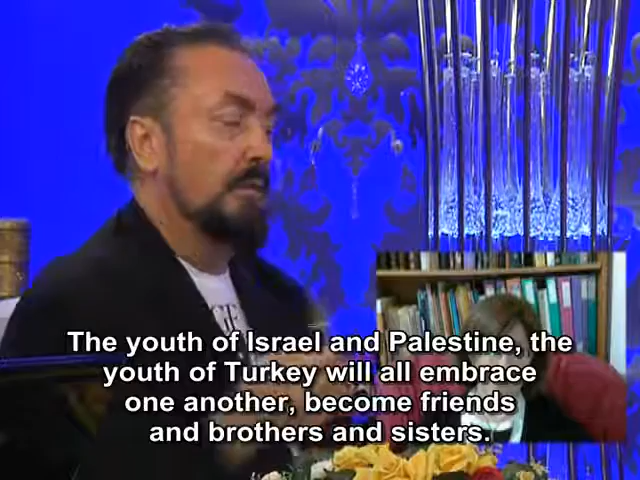 The youth of Israel and Palestine, the
youth of Turkey will all embrace
one another, become friends
and brothers and sisters.